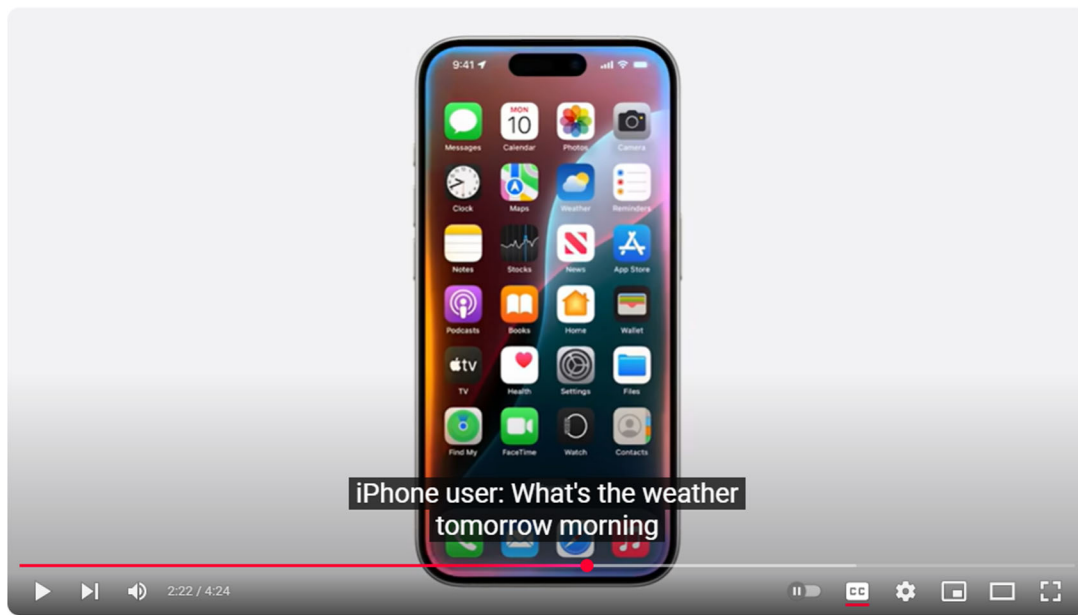 9:41
MON
10
Messages Calendar Photos Camera
Clock Maps Weather Reminders
Notes Stocks News App Store
Podcasts Books Home Wallet
tv
TV Health Settings Files
Find My FaceTime Watch Contacts
iPhone user: What's the weather
tomorrow morning
2:22 / 4:24
CC